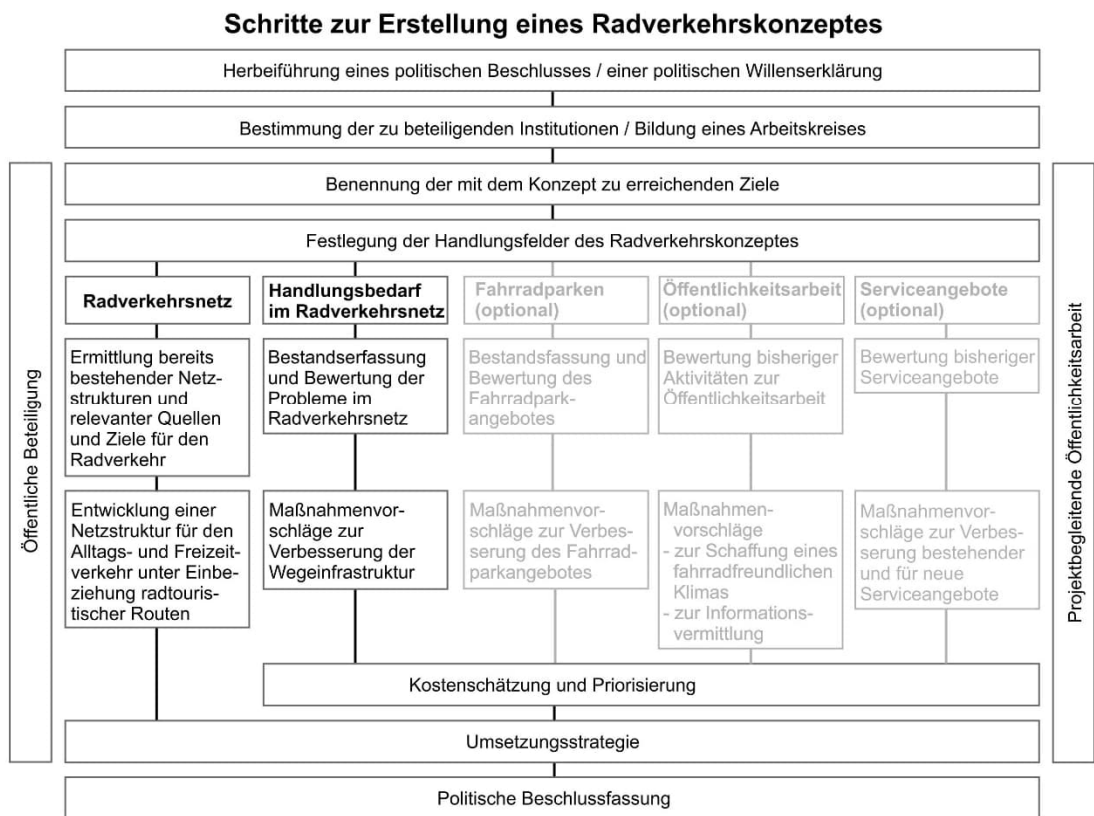 Schritte zur Erstellung eines Radverkehrskonzeptes
Herbeiführung eines politischen Beschlusses / einer politischen Willenserklärung
Bestimmung der zu beteiligenden Institutionen / Bildung eines Arbeitskreises
Öffentliche Beteiligung
Benennung der mit dem Konzept zu erreichenden Ziele
Festlegung der Handlungsfelder des Radverkehrskonzeptes
Radverkehrsnetz
Ermittlung bereits
bestehender Netz-
strukturen und
relevanter Quellen
und Ziele für den
Radverkehr
Entwicklung einer
Netzstruktur für den
Alltags- und Freizeit-
verkehr unter Einbe-
ziehung radtouris-
tischer Routen
Handlungsbedarf
im Radverkehrsnetz
Bestandserfassung
und Bewertung der
Probleme im
Radverkehrsnetz
Maßnahmenvor-
schläge zur
Verbesserung der
Wegeinfrastruktur
Fahrradparken
(optional)
Bestandsfassung und
Bewertung des
Fahrradpark-
angebotes
Maßnahmenvor-
schläge zur Verbes-
serung des Fahrrad-
parkangebotes
Öffentlichkeitsarbeit
(optional)
Bewertung bisheriger
Aktivitäten zur
Öffentlichkeitsarbeit
Maßnahmen-
vorschläge
- zur Schaffung eines
fahrradfreundlichen
Klimas
- zur Informations-
vermittlung
Serviceangebote
(optional)
Bewertung bisheriger
Serviceangebote
Maßnahmenvor-
schläge zur Verbes-
serung bestehender
und für neue
Serviceangebote
Kostenschätzung und Priorisierung
Umsetzungsstrategie
Projektbegleitende Öffentlichkeitsarbeit
Politische Beschlussfassung